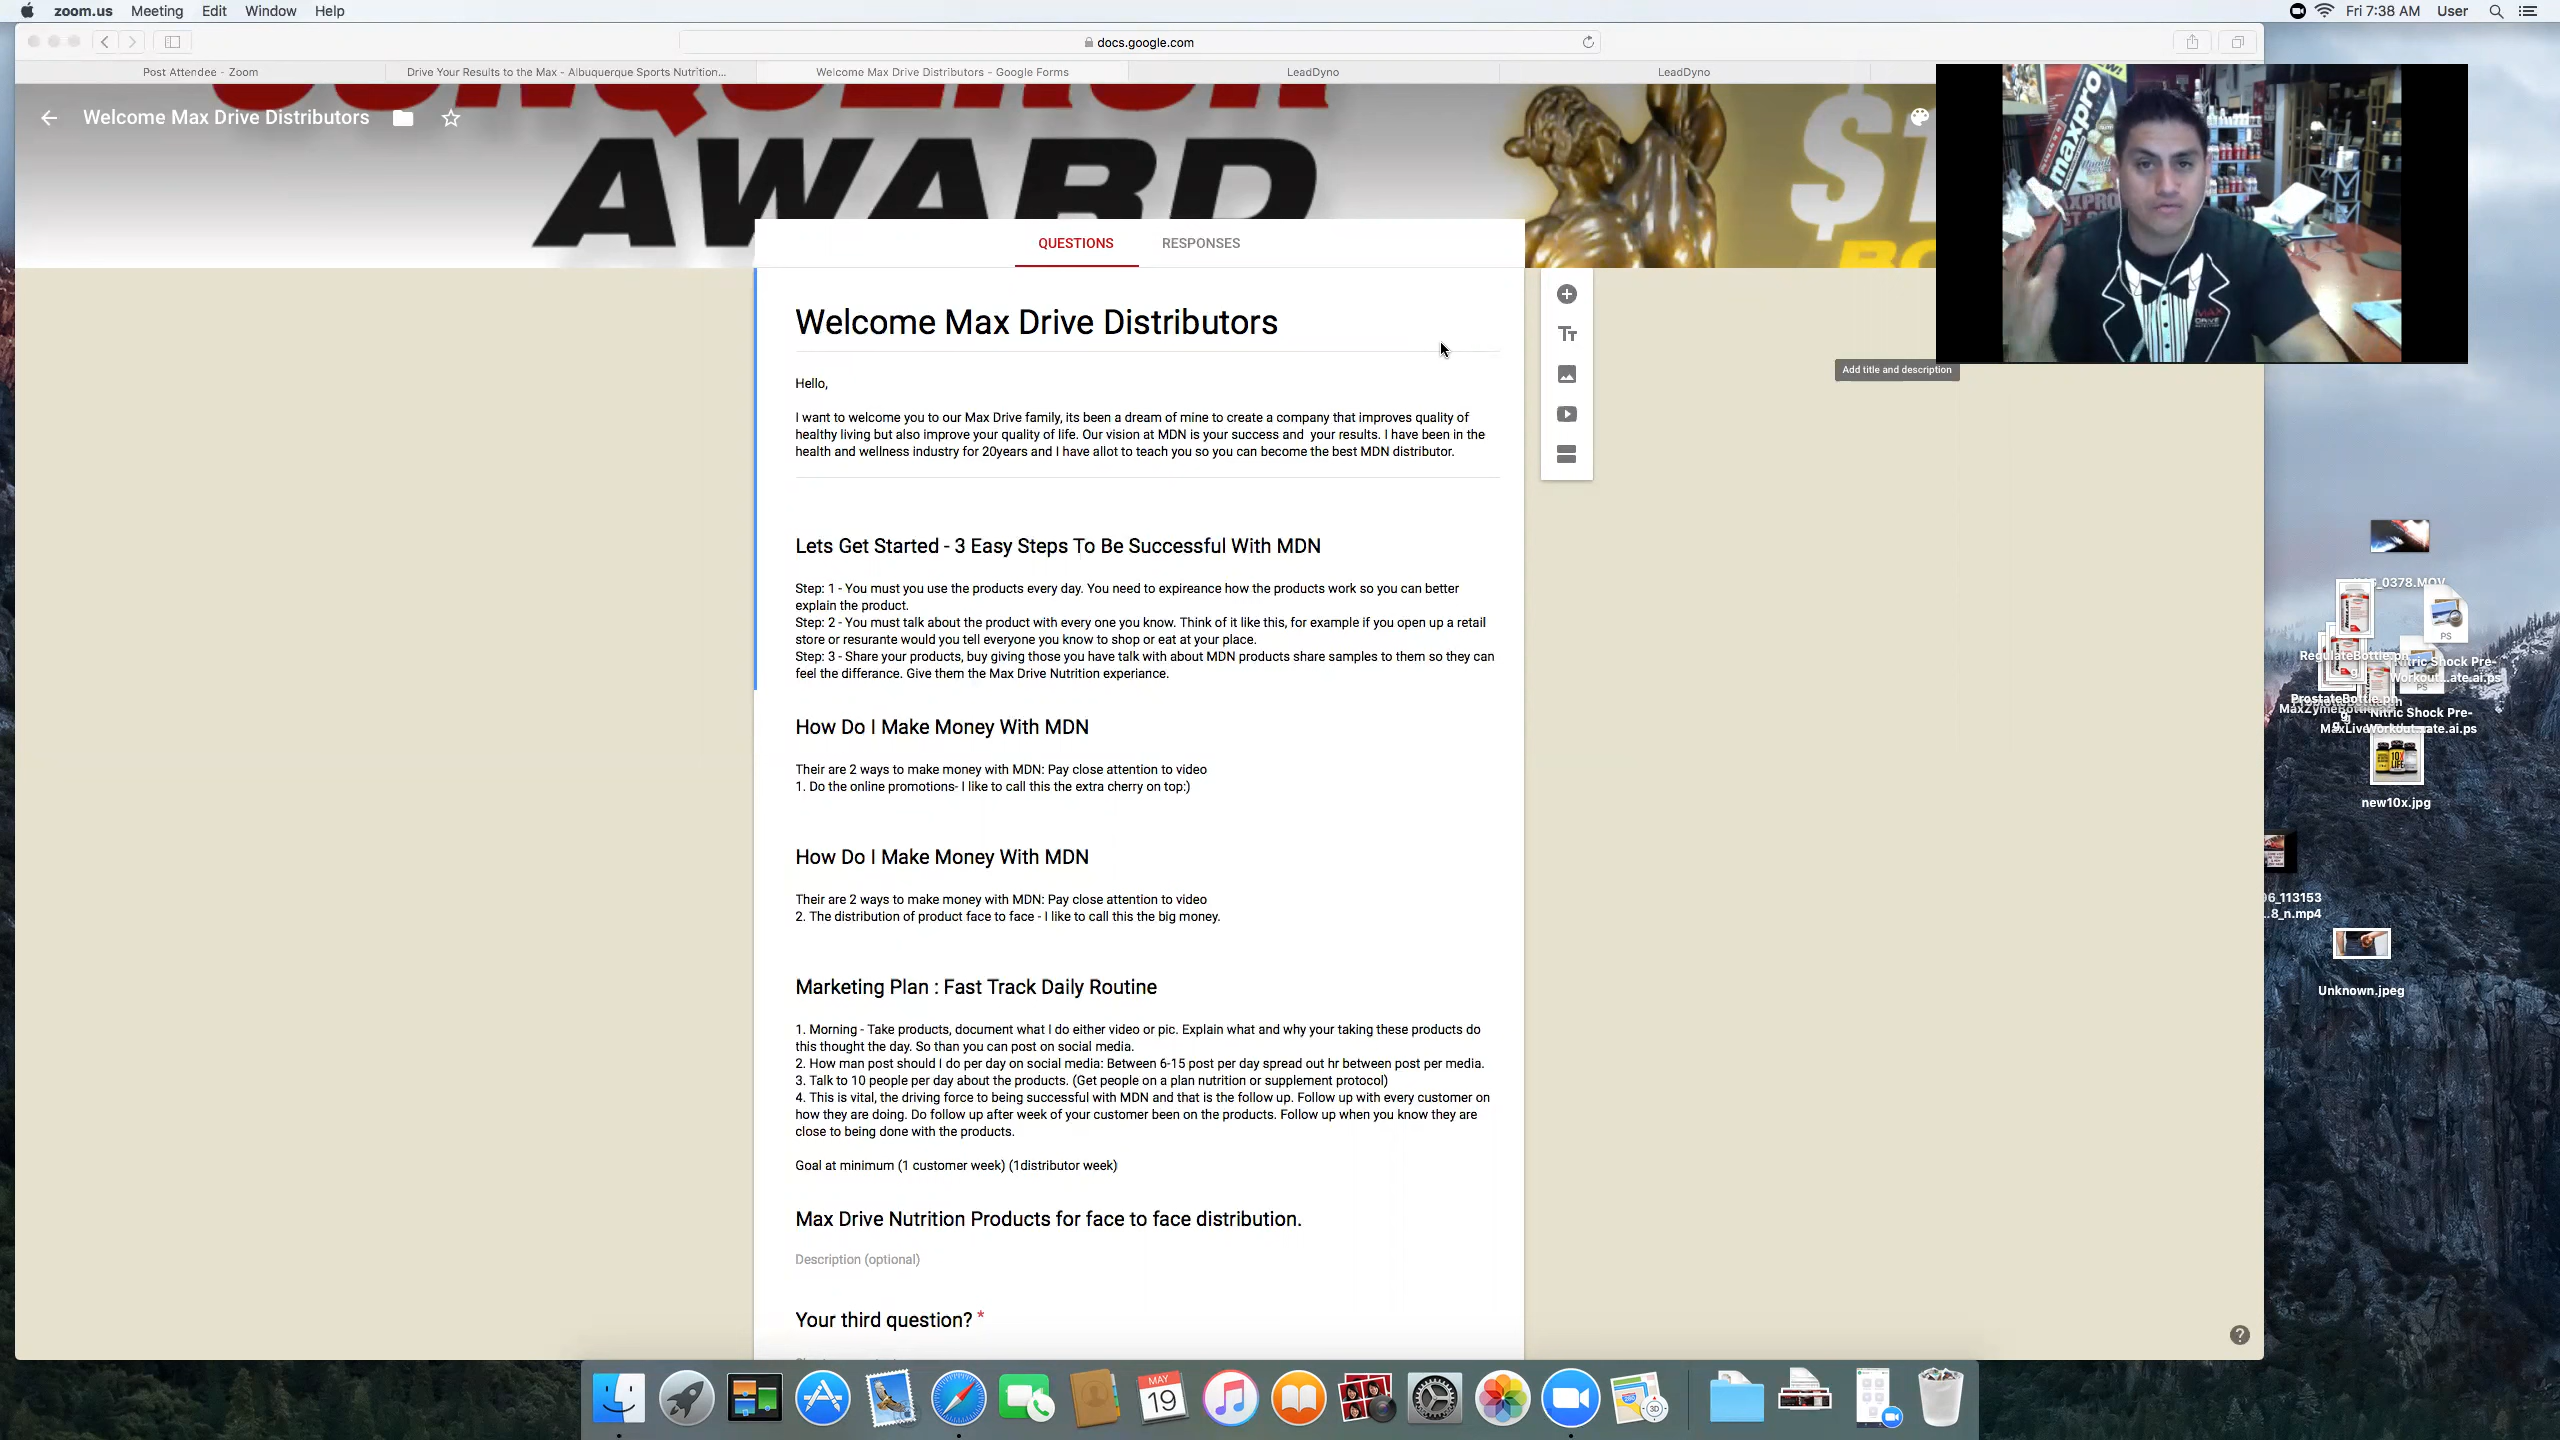 zoom.us Meeting Edit Window Help
Fri 7:38 AM User
docs.google.com
Post Attendee - Zoom
Drive Your Results to the Max - Albuquerque Sports Nutrition...
Welcome Max Drive Distributors - Google Forms
LeadDyno
LeadDyno
Welcome Max Drive Distributors
AWARD
maxpro
QUESTIONS RESPONSES
Welcome Max Drive Distributors
Add title and description
Hello,
I want to welcome you to our Max Drive family, its been a dream of mine to create a company that improves quality of
healthy living but also improve your quality of life. Our vision at MDN is your success and  your results. I have been in the
health and wellness industry for 20years and I have allot to teach you so you can become the best MDN distributor.
Lets Get Started - 3 Easy Steps To Be Successful With MDN
Step: 1 - You must you use the products every day. You need to expireance how the products work so you can better
explain the product.
Step: 2 - You must talk about the product with every one you know. Think of it like this, for example if you open up a retail
store or resurante would you tell everyone you know to shop or eat at your place.
Step: 3 - Share your products, buy giving those you have talk with about MDN products share samples to them so they can
feel the differance. Give them the Max Drive Nutrition experiance.
How Do I Make Money With MDN
Their are 2 ways to make money with MDN: Pay close attention to video
1. Do the online promotions- I like to call this the extra cherry on top:)
How Do I Make Money With MDN
Their are 2 ways to make money with MDN: Pay close attention to video
2. The distribution of product face to face - I like to call this the big money.
Marketing Plan : Fast Track Daily Routine
1. Morning - Take products, document what I do either video or pic. Explain what and why your taking these products do
this thought the day. So than you can post on social media.
2. How man post should I do per day on social media: Between 6-15 post per day spread out hr between post per media.
3. Talk to 10 people per day about the products. (Get people on a plan nutrition or supplement protocol)
4. This is vital, the driving force to being successful with MDN and that is the follow up. Follow up with every customer on
how they are doing. Do follow up after week of your customer been on the products. Follow up when you know they are
close to being done with the products.
Goal at minimum (1 customer week) (1distributor week)
Max Drive Nutrition Products for face to face distribution.
Description (optional)
Your third question? *
_0378.MOV
PS
Nitric Shock Pre-
Workout...ate.ai.ps
PS
Nitric Shock Pre-
new10x.jpg
96_113153
...8_n.mp4
Unknown.jpeg
MAY
19
3D